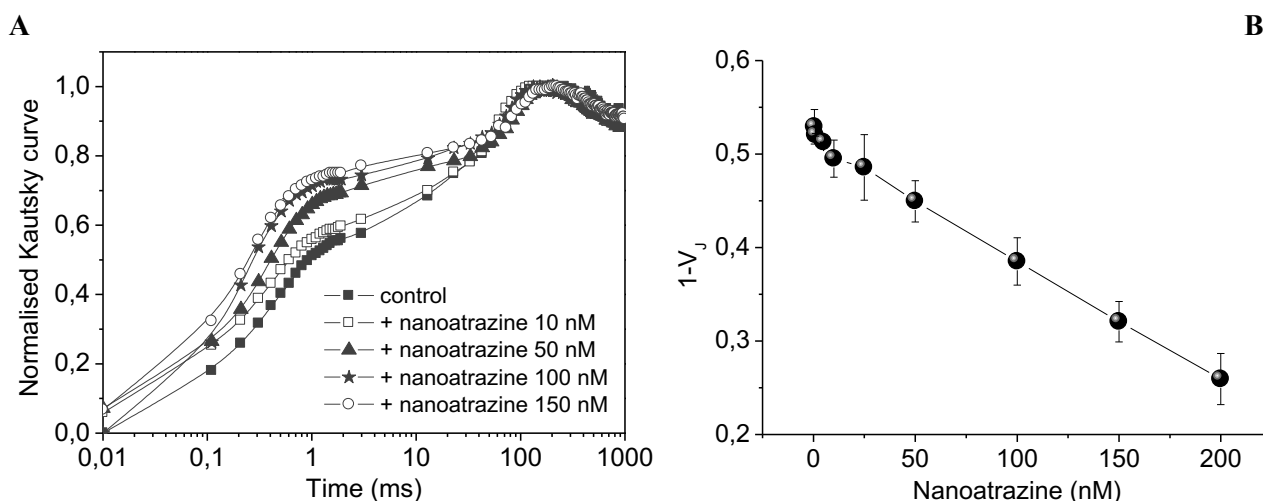 A
Normalised Kautsky curve
1,0
0,8
0,6
0,4
0,2
0,0
0,01
0,1
1
10
100
1000
Time (ms)
control
+ nanoatrazine 10 nM
+ nanoatrazine 50 nM
+ nanoatrazine 100 nM
+ nanoatrazine 150 nM
B
1-VJ
0,6
0,5
0,4
0,3
0,2
0
50
100
150
200
Nanoatrazine (nM)